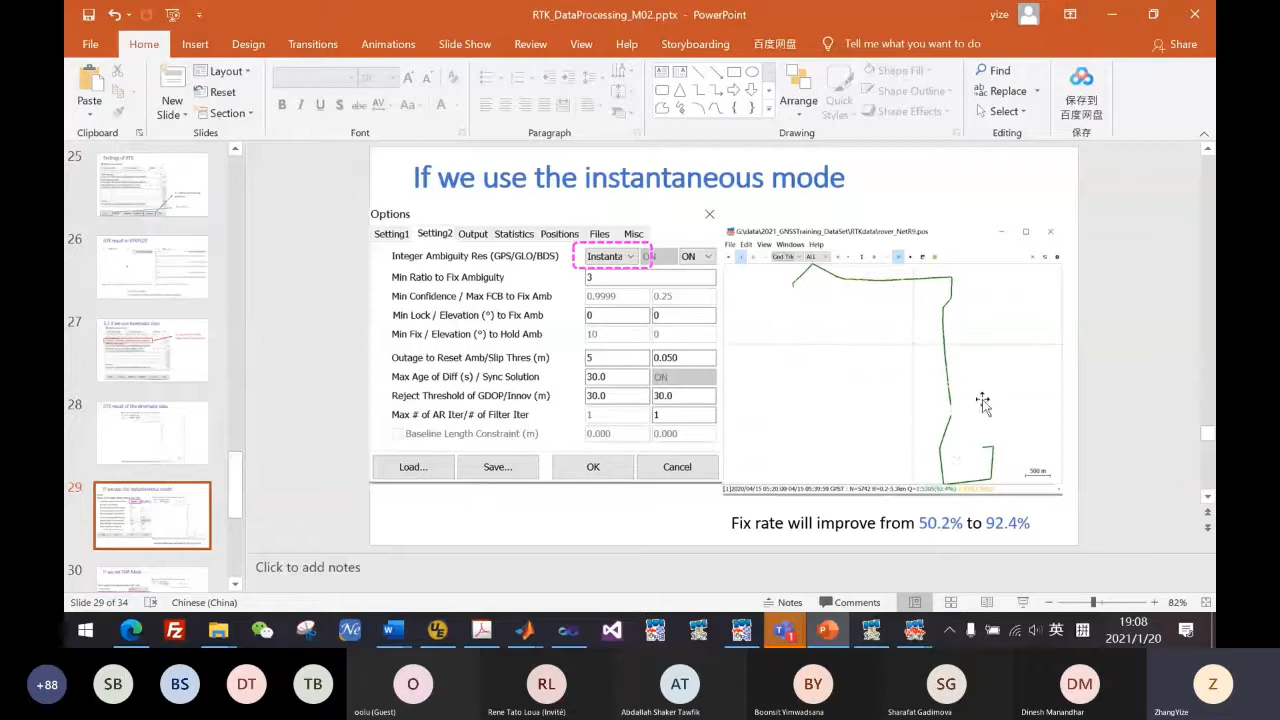 RTK_DataProcessing_M02.pptx - PowerPoint
yize
File Home Insert Design Transitions Animations Slide Show Review View Help Storyboarding 百度网盘 Tell me what you want to do Share
Paste
New Slide
Layout
Reset
Section
Arrange
Quick Styles
Shape Fill
Shape Outline
Shape Effects
Find
Replace
Select
保存到
百度网盘
Clipboard Slides Font Paragraph Drawing Editing 保存
25
26
27
28
29
30
If we use the instantaneous mode
Options
Setting1 Setting2 Output Statistics Positions Files Misc
Integer Ambiguity Res (GPS/GLO/BDS) Instanta ON ON
Min Ratio to Fix Ambiguity 3
Min Confidence / Max FCB to Fix Amb 0.9999 0.25
Min Lock / Elevation (°) to Fix Amb 0 0
Min Fix / Elevation (°) to Hold Amb 10 0
Outage to Reset Amb/Slip Thres (m) 5 0.050
Max Age of Diff (s) / Sync Solution 30.0 ON
Reject Threshold of GDOP/Innov (m) 30.0 30.0
Max # of AR Iter/# of Filter Iter 1 1
Baseline Length Constraint (m) 0.000 0.000
Load... Save... OK Cancel
G:\data\2021_GNSSTraining_DataSet\RTKdata\rover_NetR9.pos
File Edit View Windows Help
Gnd Trk ALL
500 m
Fix rate will improve from 50.2% to 92.4%
Click to add notes
Slide 29 of 34 Chinese (China) Notes Comments 82%
英
19:08
2021/1/20
+88 SB BS DT TB O RL AT BY SG DM Z
oolu (Guest) Rene Tato Loua (Invité) Abdallah Shaker Tawfik Boonsit Yimwadsana Sharafat Gadimova Dinesh Manandhar ZhangYize